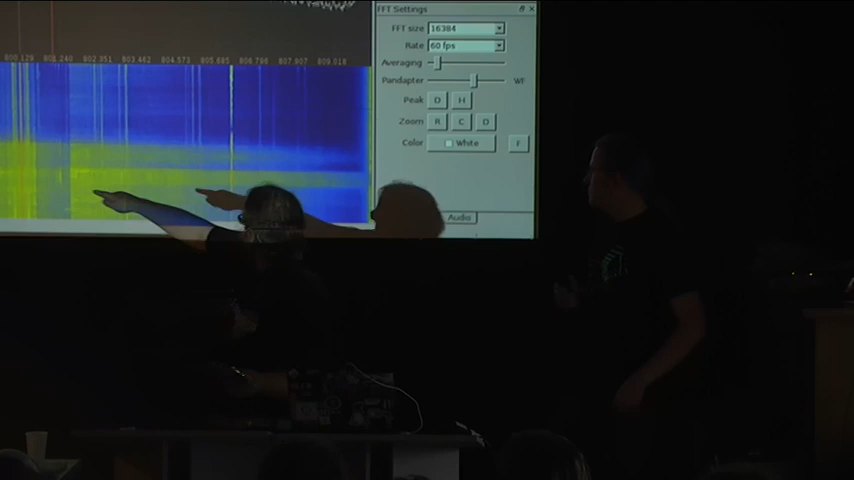 FFT Settings
FFT size 16384
Rate 60 fps
Averaging
Pandapter WF
Peak D H
Zoom R C D
Color White F
Audio
800.129 801.240 802.351 803.462 804.573 805.685 806.796 807.907 809.018